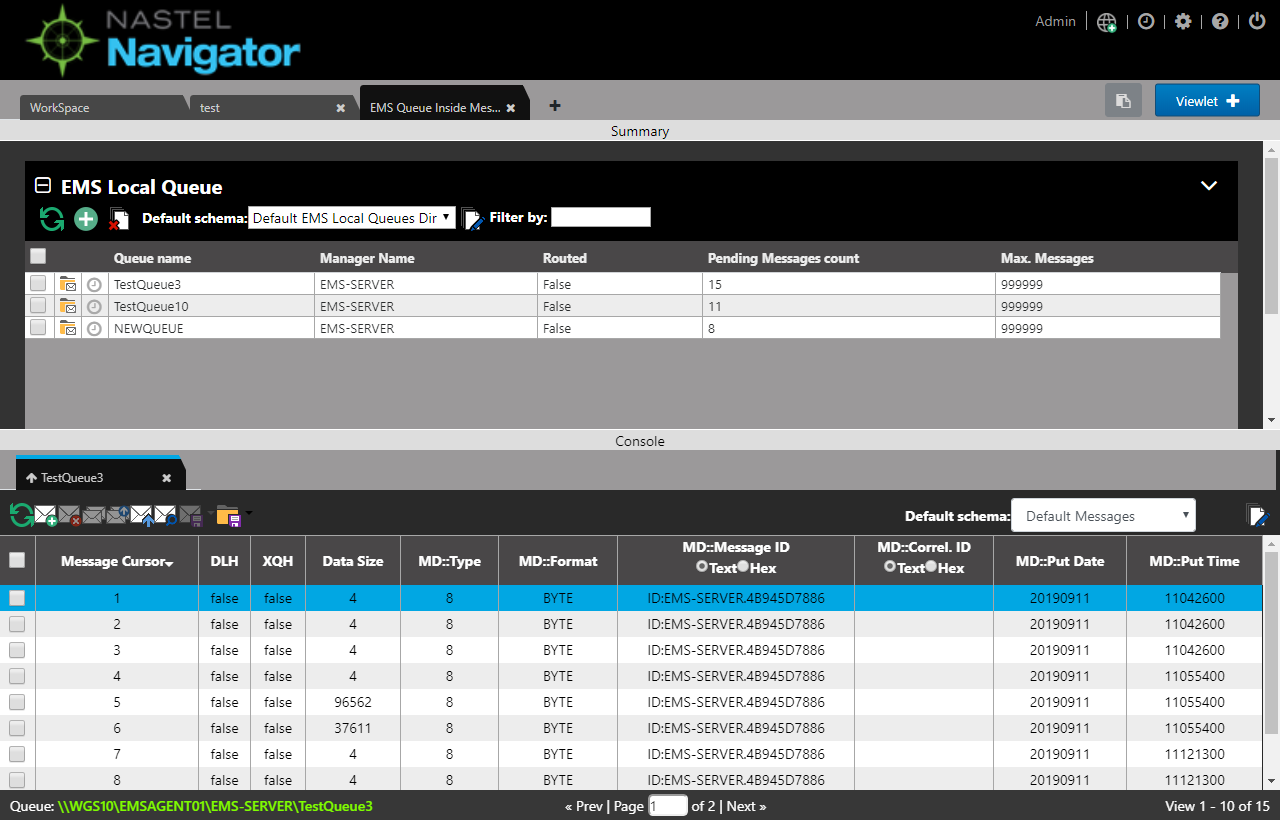 NASTEL
Navigator
Admin
WorkSpace test EMS Queue Inside Mes... Viewlet
Summary
EMS Local Queue
Default schema: Default EMS Local Queues Dir Filter by:
Queue name Manager Name Routed Pending Messages count Max. Messages
TestQueue3 EMS-SERVER False 15 999999
TestQueue10 EMS-SERVER False 11 999999
NEWQUEUE EMS-SERVER False 8 999999
Console
TestQueue3
Default schema: Default Messages
Message Cursor DLH XQH Data Size MD::Type MD::Format MD::Message ID MD::Correl. ID MD::Put Date MD::Put Time
Text Hex Text Hex
1 false false 4 8 BYTE ID:EMS-SERVER.4B945D7886 20190911 11042600
2 false false 4 8 BYTE ID:EMS-SERVER.4B945D7886 20190911 11042600
3 false false 4 8 BYTE ID:EMS-SERVER.4B945D7886 20190911 11042600
4 false false 4 8 BYTE ID:EMS-SERVER.4B945D7886 20190911 11055400
5 false false 96562 8 BYTE ID:EMS-SERVER.4B945D7886 20190911 11055400
6 false false 37611 8 BYTE ID:EMS-SERVER.4B945D7886 20190911 11055400
7 false false 4 8 BYTE ID:EMS-SERVER.4B945D7886 20190911 11121300
8 false false 4 8 BYTE ID:EMS-SERVER.4B945D7886 20190911 11121300
Queue: \\WGS10\EMSAGENT01\EMS-SERVER\TestQueue3 « Prev | Page 1 of 2 | Next » View 1 - 10 of 15